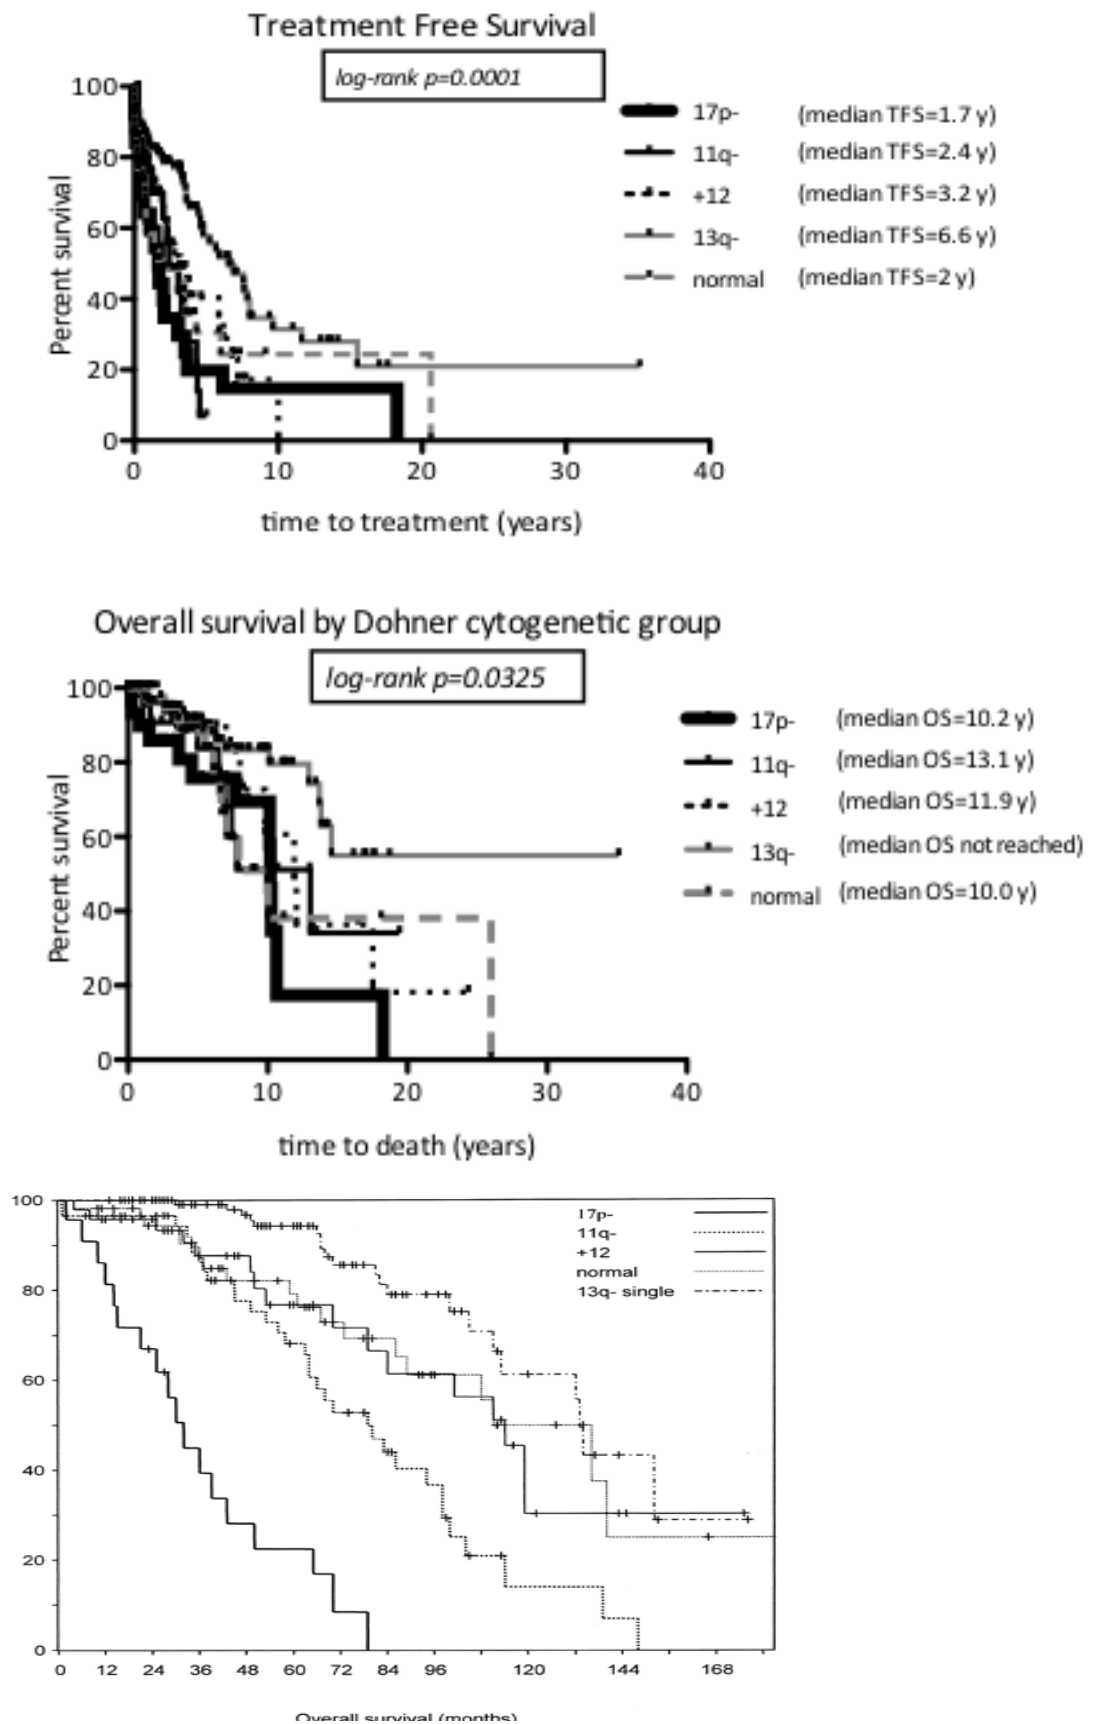 Treatment Free Survival
log-rank p=0.0001
Percent survival
100
80
60
40
20
0
17p- (median TFS=1.7 y)
11q- (median TFS=2.4 y)
+12 (median TFS=3.2 y)
13q- (median TFS=6.6 y)
normal (median TFS=2 y)
0 10 20 30 40
time to treatment (years)
Overall survival by Dohner cytogenetic group
log-rank p=0.0325
Percent survival
100
80
60
40
20
0
17p- (median OS=10.2 y)
11q- (median OS=13.1 y)
+12 (median OS=11.9 y)
13q- (median OS not reached)
normal (median OS=10.0 y)
0 10 20 30 40
time to death (years)
100
80
60
40
20
0
17p-
11q-
+12
normal
13q- single
0 12 24 36 48 60 72 84 96 120 144 168
Overall survival (months)